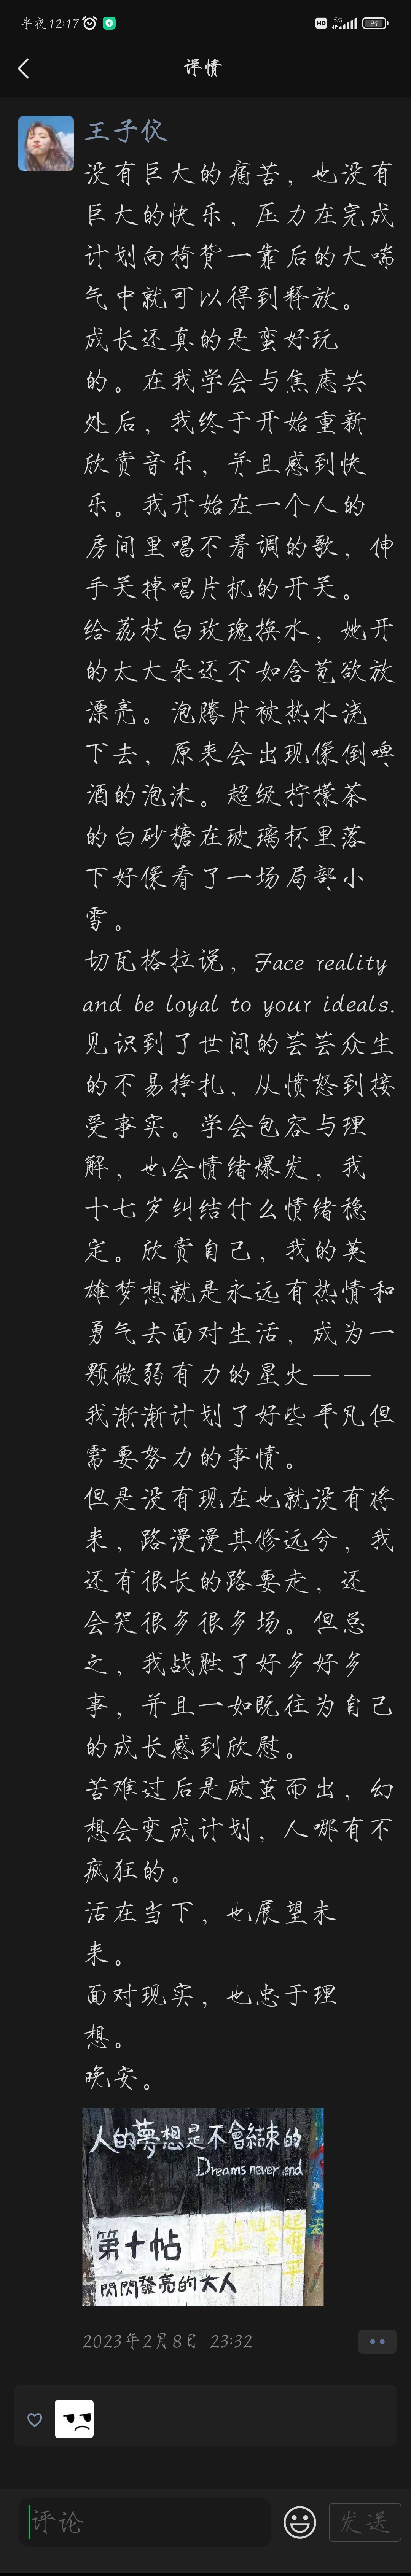 半夜12:17
HD
5G
94
详情
王子仪
没有巨大的痛苦，也没有
巨大的快乐，压力在完成
计划向椅背一靠后的大喘
气中就可以得到释放。
成长还真的是蛮好玩
的。在我学会与焦虑共
处后，我终于开始重新
欣赏音乐，并且感到快
乐。我开始在一个人的
房间里唱不着调的歌，伸
手关掉唱片机的开关。
给荔枝白玫瑰换水，她开
的太大朵还不如含苞欲放
漂亮。泡腾片被热水浇
下去，原来会出现像倒啤
酒的泡沫。超级柠檬茶
的白砂糖在玻璃杯里落
下好像看了一场局部小
雪。
切瓦格拉说，Face reality
and be loyal to your ideals.
见识到了世间的芸芸众生
的不易挣扎，从愤怒到接
受事实。学会包容与理
解，也会情绪爆发，我
十七岁纠结什么情绪稳
定。欣赏自己，我的英
雄梦想就是永远有热情和
勇气去面对生活，成为一
颗微弱有力的星火——
我渐渐计划了好些平凡但
需要努力的事情。
但是没有现在也就没有将
来，路漫漫其修远兮，我
还有很长的路要走，还
会哭很多很多场。但总
之，我战胜了好多好多
事，并且一如既往为自己
的成长感到欣慰。
苦难过后是破茧而出，幻
想会变成计划，人哪有不
疯狂的。
活在当下，也展望未
来。
面对现实，也忠于理
想。
晚安。
人的夢想是不會結束的
Dreams never end
第十帖
閃閃發亮的大人
2023年2月8日 23:32
评论
发送